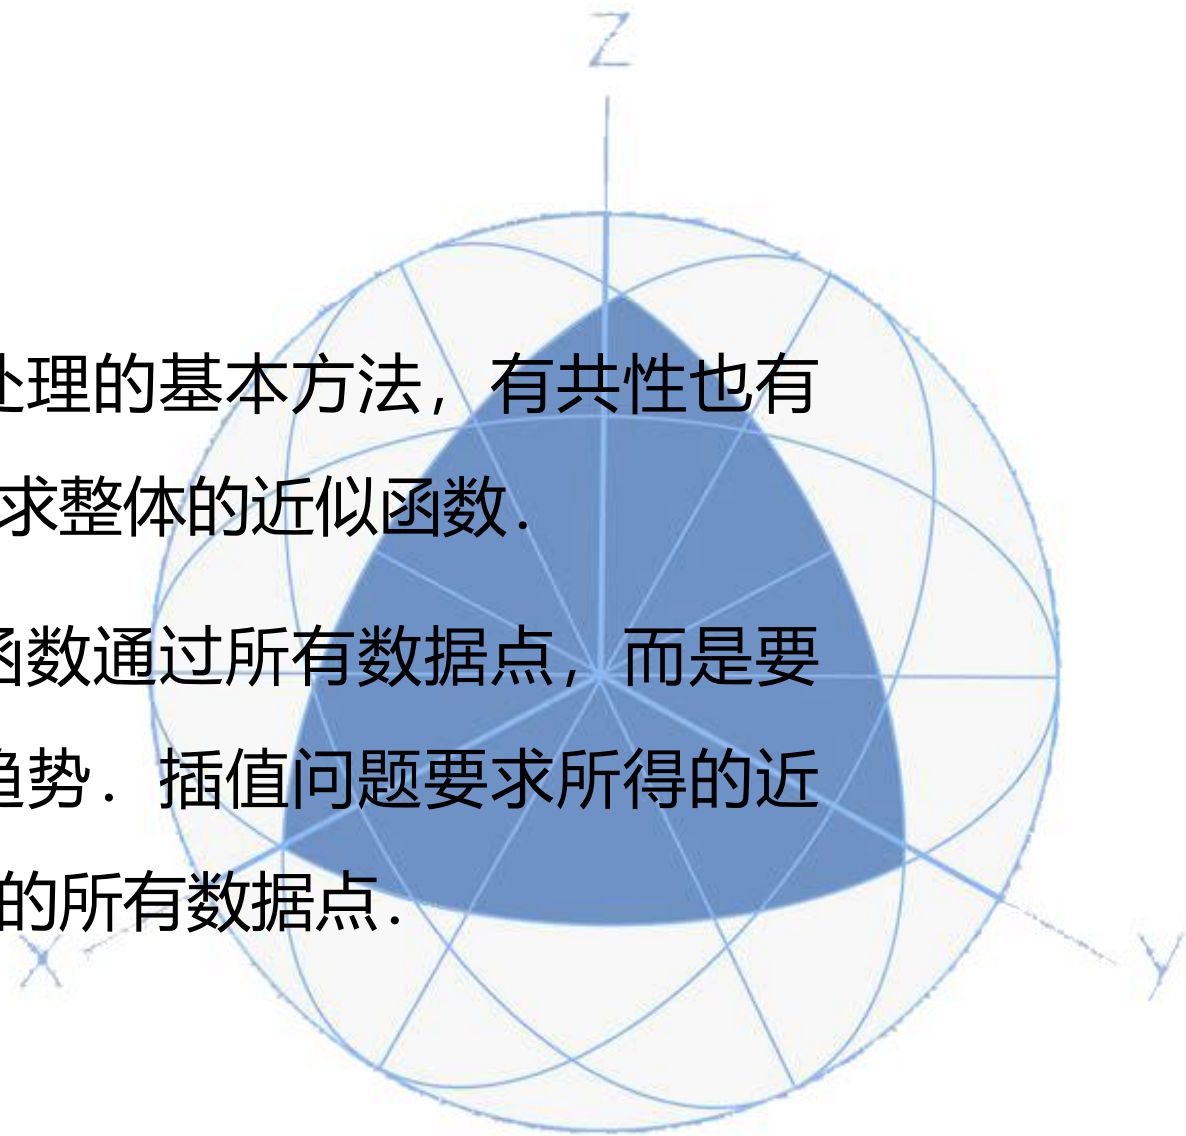 Z
处理的基本方法，有共性也有
求整体的近似函数．
函数通过所有数据点，而是要
趋势．插值问题要求所得的近
的所有数据点．
X
Y